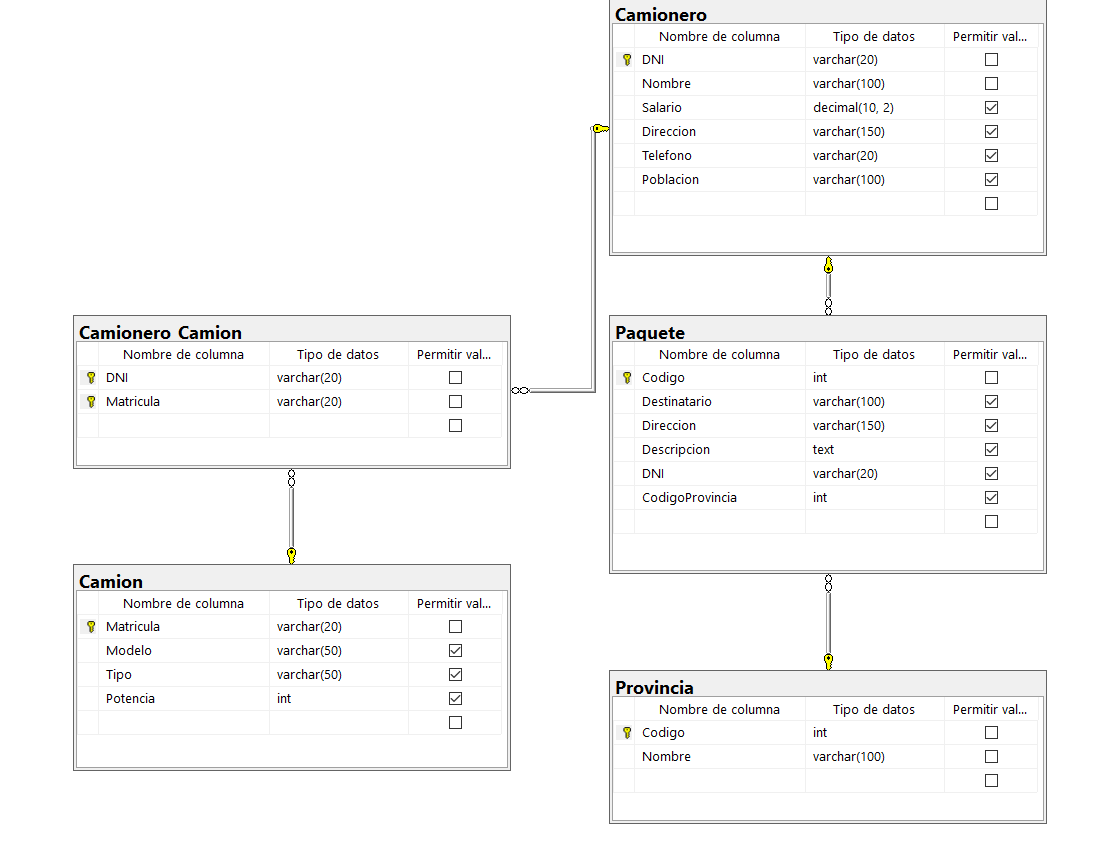 Camionero
Nombre de columna Tipo de datos Permitir val...
DNI varchar(20)
Nombre varchar(100)
Salario decimal(10, 2)
Direccion varchar(150)
Telefono varchar(20)
Poblacion varchar(100)
Camionero_Camion
Nombre de columna Tipo de datos Permitir val...
DNI varchar(20)
Matricula varchar(20)
Paquete
Nombre de columna Tipo de datos Permitir val...
Codigo int
Destinatario varchar(100)
Direccion varchar(150)
Descripcion text
DNI varchar(20)
CodigoProvincia int
Camion
Nombre de columna Tipo de datos Permitir val...
Matricula varchar(20)
Modelo varchar(50)
Tipo varchar(50)
Potencia int
Provincia
Nombre de columna Tipo de datos Permitir val...
Codigo int
Nombre varchar(100)